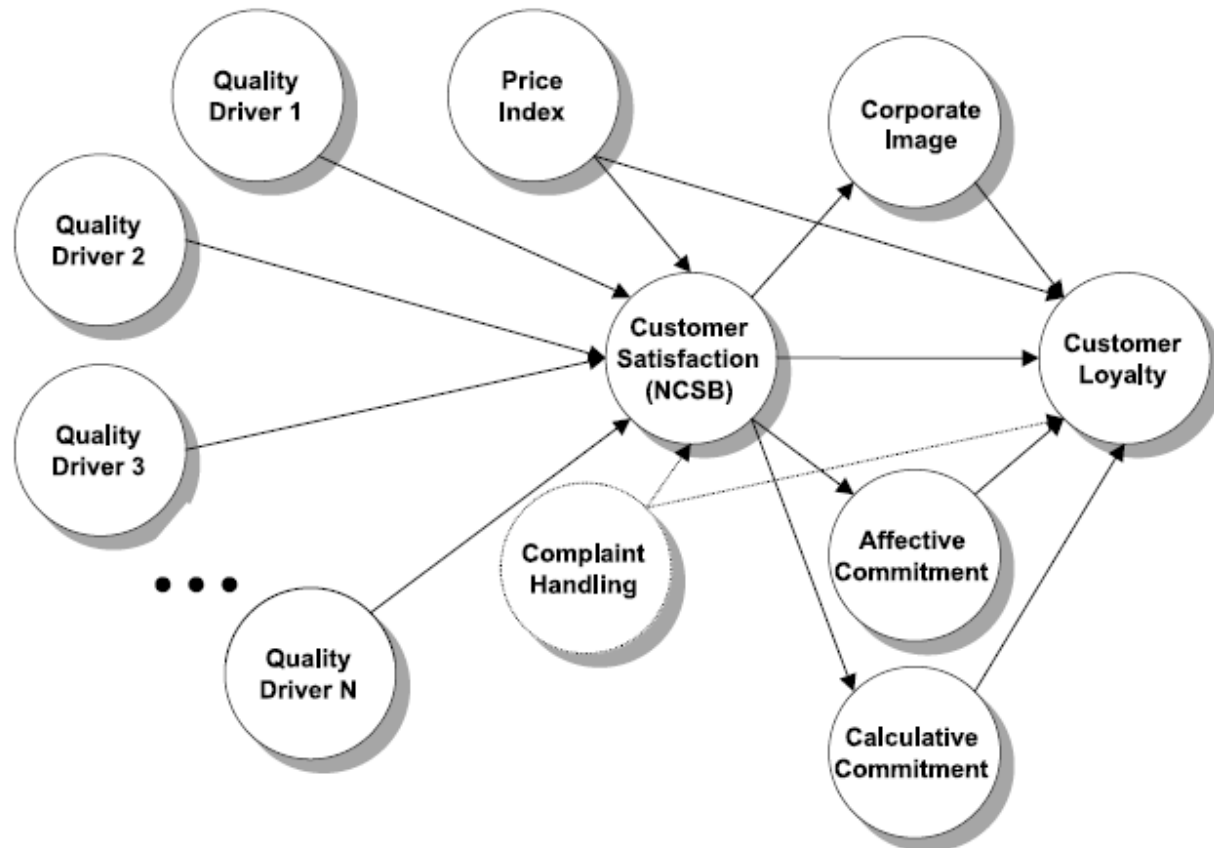 Quality
Driver 1
Price
Index
Corporate
Image
Quality
Driver 2
Customer
Satisfaction
(NCSB)
Customer
Loyalty
Quality
Driver 3
Complaint
Handling
Affective
Commitment
Quality
Driver N
Calculative
Commitment